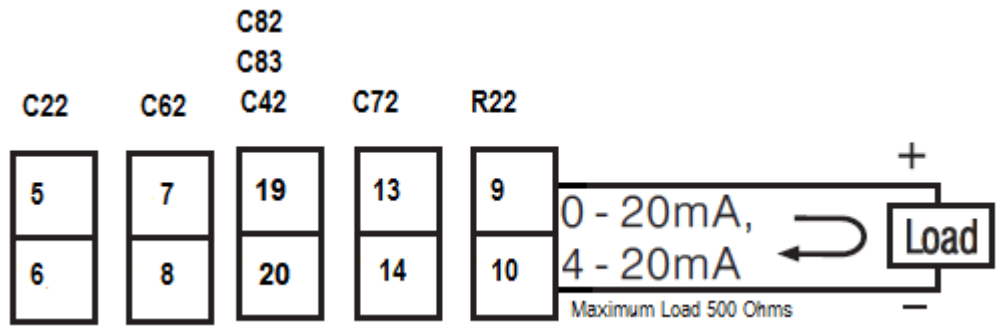 C82
C83
C22 C62 C42 C72 R22
+
5 7 19 13 9
0 - 20mA,
Load
6 8 20 14 10
4 - 20mA
Maximum Load 500 Ohms
–